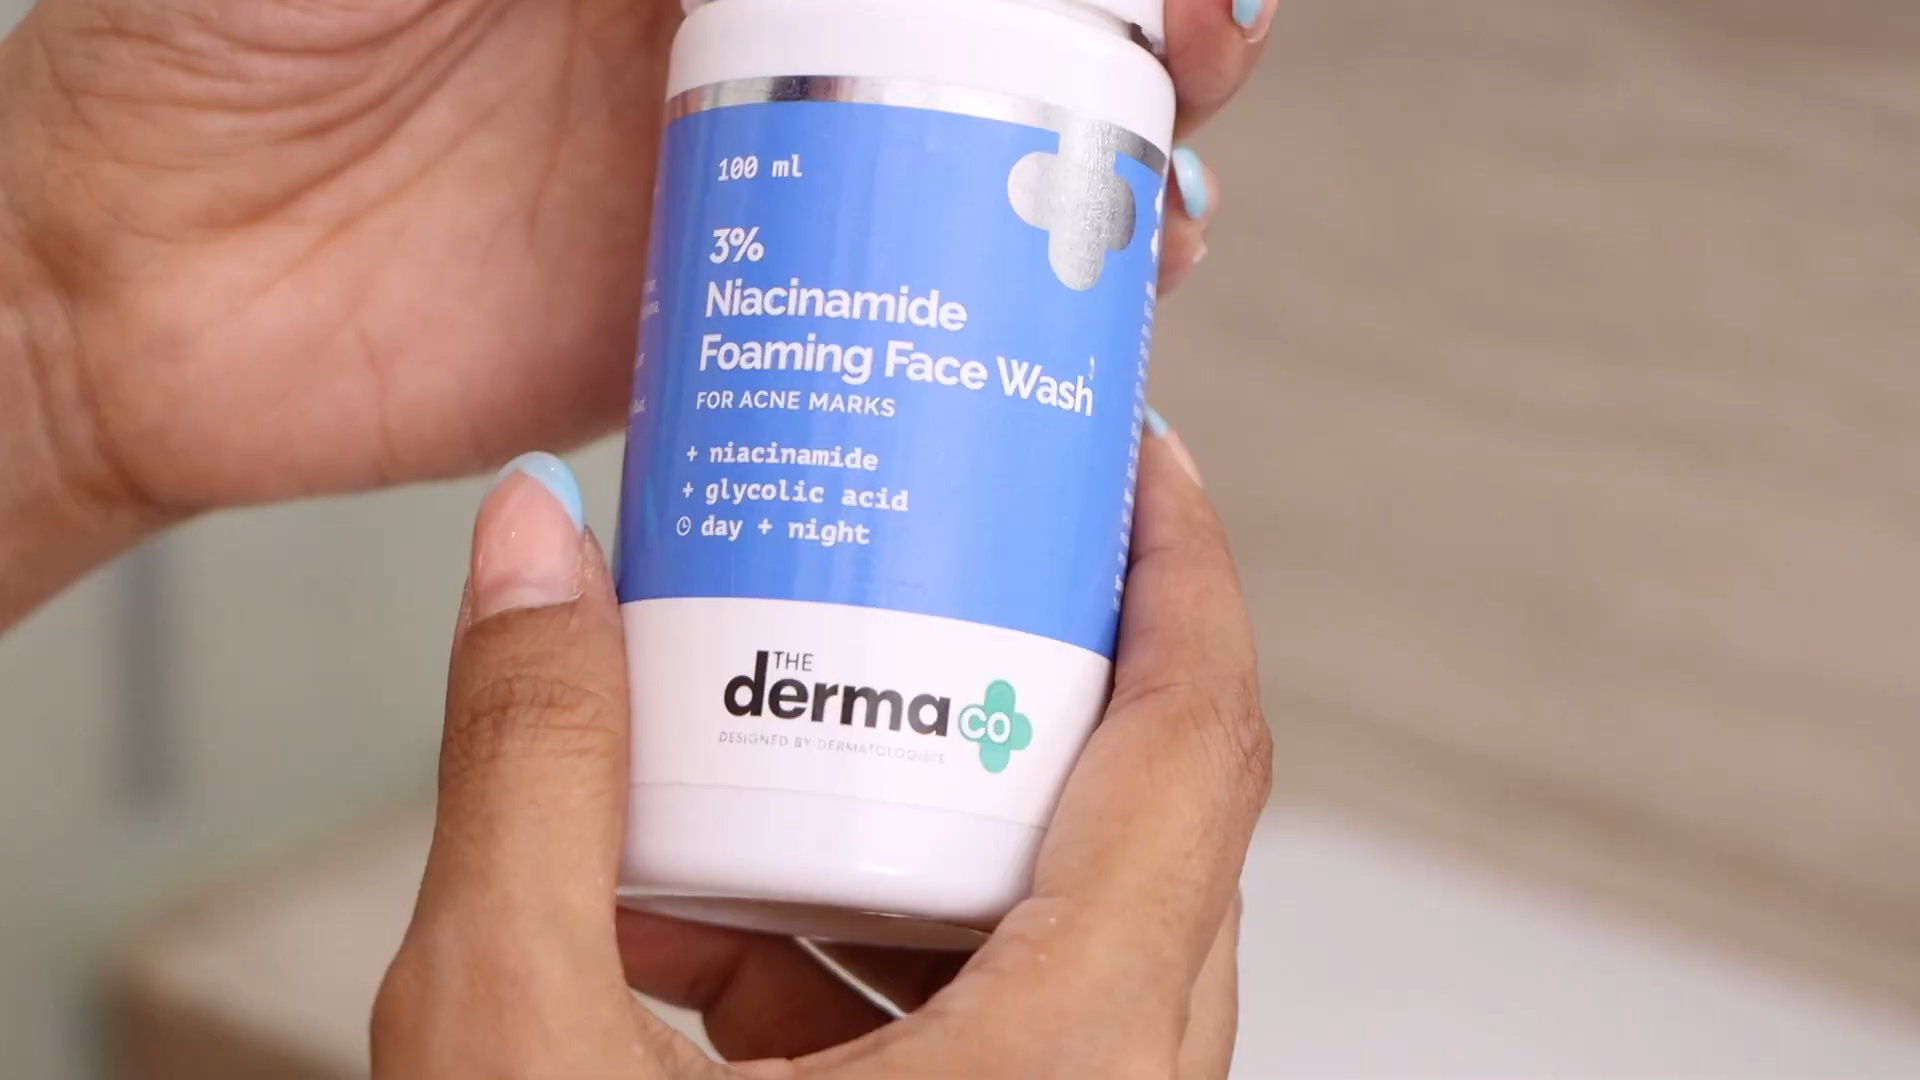 100 ml
3%
Niacinamide
Foaming Face Wash
FOR ACNE MARKS
+ niacinamide
+ glycolic acid
day + night
THE
derma co
DESIGNED BY DERMATOLOGISTS